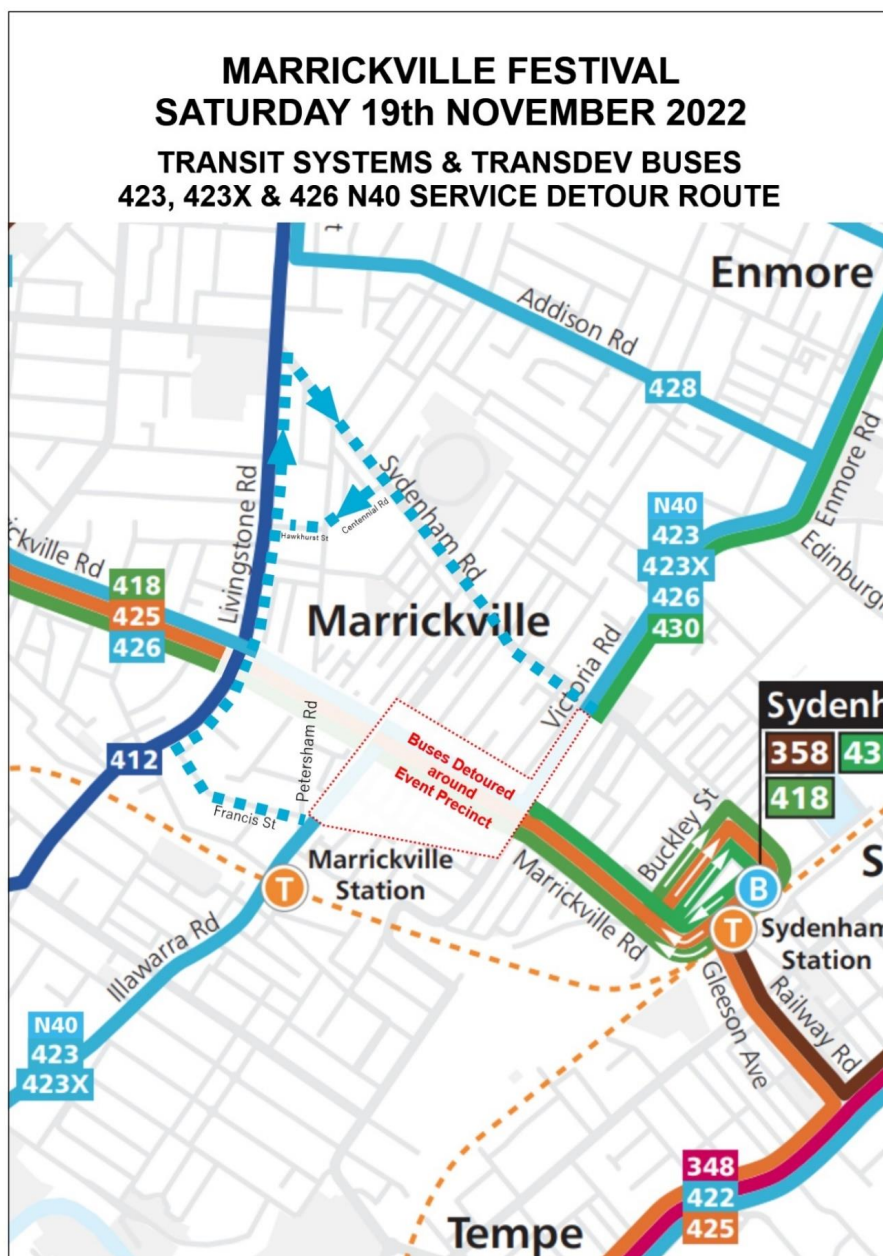 MARRICKVILLE FESTIVAL
SATURDAY 19th NOVEMBER 2022
TRANSIT SYSTEMS & TRANSDEV BUSES
423, 423X & 426 N40 SERVICE DETOUR ROUTE
t
Enmore
Addison Rd
428
Enmore Rd
Edinburg
Sydenham Rd
Centennial Rd
Hawkhurst St
Livingstone Rd
rickville Rd
N40
423
423X
426
430
418
425
426
Marrickville
Victoria Rd
Petersham Rd
Buses Detoured
around
Event Precinct
Sydenh
358
43
418
412
Francis St
Buckley St
Marrickville
Station
T
Marrickville Rd
B
T
Sydenham
Station
S
Illawarra Rd
Gleeson Ave
Railway Rd
N40
423
423X
348
422
425
Tempe